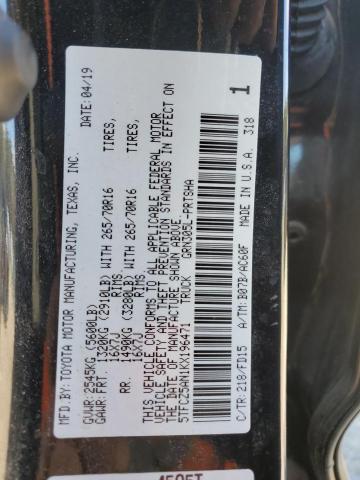 MFD.BY: TOYOTA MOTOR MANUFACTURING, TEXAS, INC. 04/19
GVWR: 2545KG (5600LB)
GAWR: FRT. 1320KG (2910LB) WITH 265/70R16 TIRES,
16X7J RIMS.
RR. 1490KG (3280LB) WITH 265/70R16 TIRES,
16X7J RIMS.
THIS VEHICLE CONFORMS TO ALL APPLICABLE FEDERAL MOTOR
VEHICLE SAFETY AND THEFT PREVENTION STANDARDS IN EFFECT ON
THE DATE OF MANUFACTURE SHOWN ABOVE.
TRUCK GRN305L-PRTSHA
C/TR: 218/FD15 A/TM: B07B/AC60F MADE IN U.S.A. 318
1